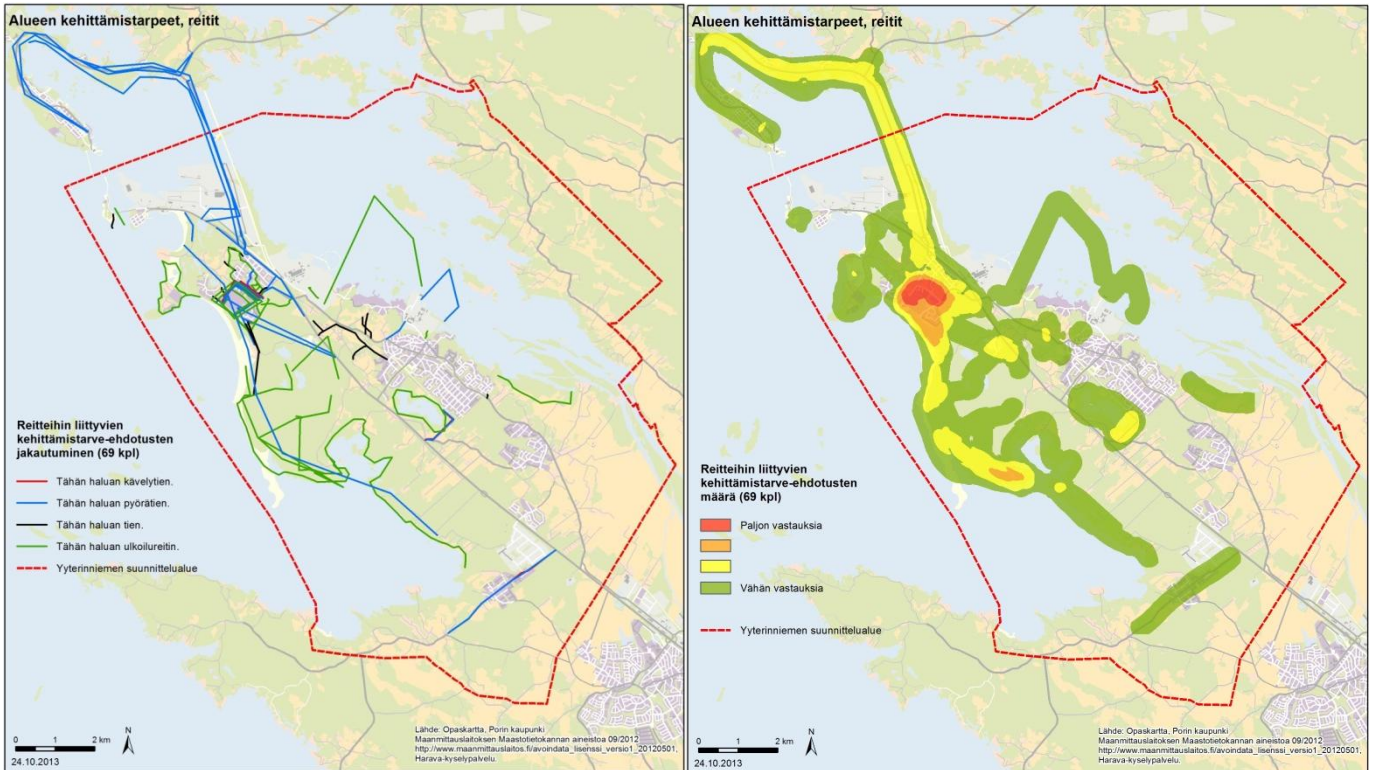 Alueen kehittämistarpeet, reitit
Reitteihin liittyvien
kehittämistarve-ehdotusten
jakautuminen (69 kpl)
Tähän haluan kävelytien.
Tähän haluan pyörätien.
Tähän haluan tien.
Tähän haluan ulkoilureitin.
Yyterinniemen suunnittelualue
0 1 2 km
N
24.10.2013
Lähde: Opaskartta, Porin kaupunki
Maanmittauslaitoksen Maastotietokannan aineistoa 09/2012
http://www.maanmittauslaitos.fi/avoindata_lisenssi_versio1_20120501,
Harava-kyselypalvelu.
Alueen kehittämistarpeet, reitit
Reitteihin liittyvien
kehittämistarve-ehdotusten
määrä (69 kpl)
Paljon vastauksia
Vähän vastauksia
Yyterinniemen suunnittelualue
0 1 2 km
N
24.10.2013
Lähde: Opaskartta, Porin kaupunki
Maanmittauslaitoksen Maastotietokannan aineistoa 09/2012
http://www.maanmittauslaitos.fi/avoindata_lisenssi_versio1_20120501,
Harava-kyselypalvelu.